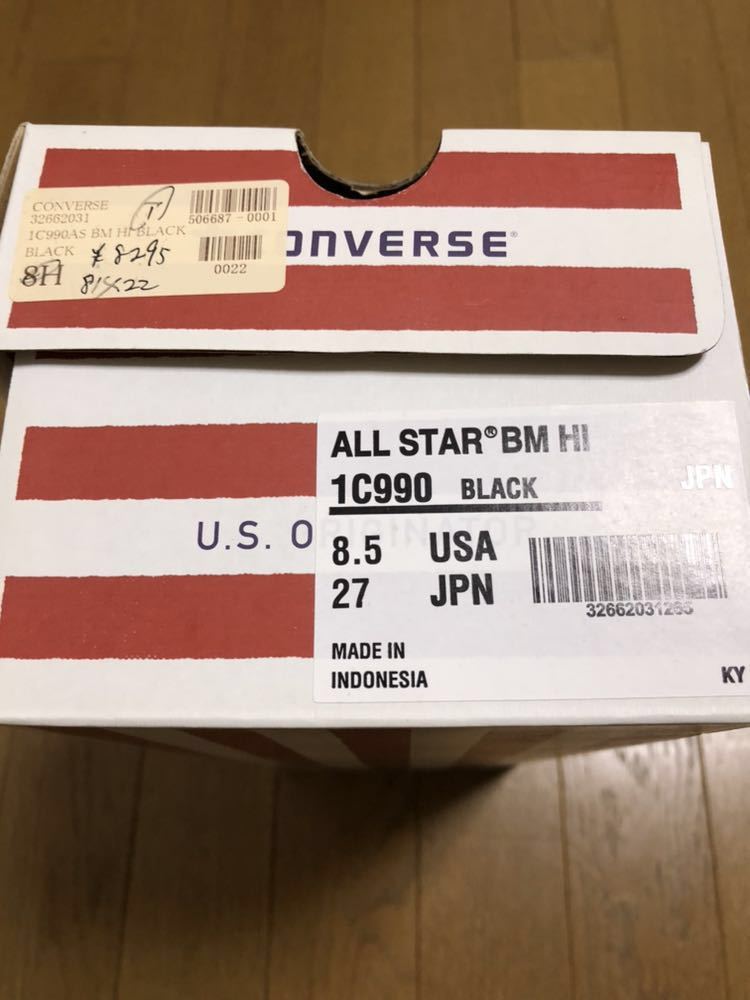 CONVERSE
32662031
1C990AS BM HI BLACK
BLACK ¥8295
8H
T
506687-0001
0022
ONVERSE®
ALL STAR® BM HI
1C990 BLACK
JPN
U.S. ORIGINATOR
8.5 USA
27 JPN
32662031265
MADE IN
INDONESIA
KY